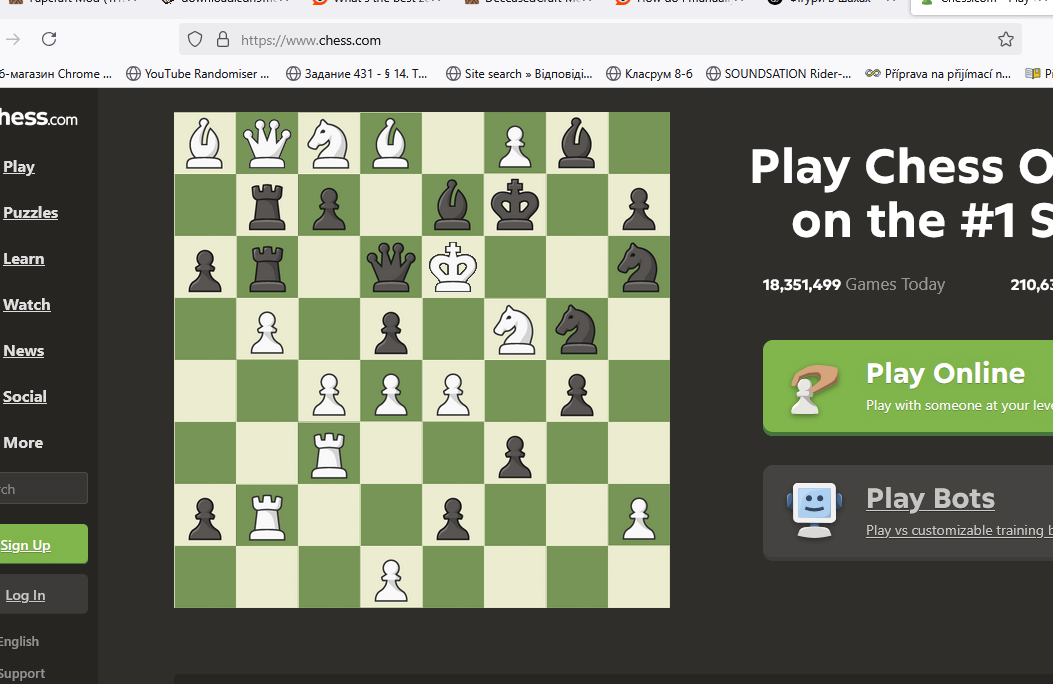 https://www.chess.com
б-магазин Chrome ... YouTube Randomiser ... Задание 431 - § 14. Т... Site search » Відповіді... Класрум 8-б SOUNDSATION Rider-... Příprava na přijímací n...
hess.com
Play
Puzzles
Learn
Watch
News
Social
More
rch
Sign Up
Log In
English
Support
Play Chess O
on the #1 S
18,351,499 Games Today 210,63
Play Online
Play with someone at your leve
Play Bots
Play vs customizable training b